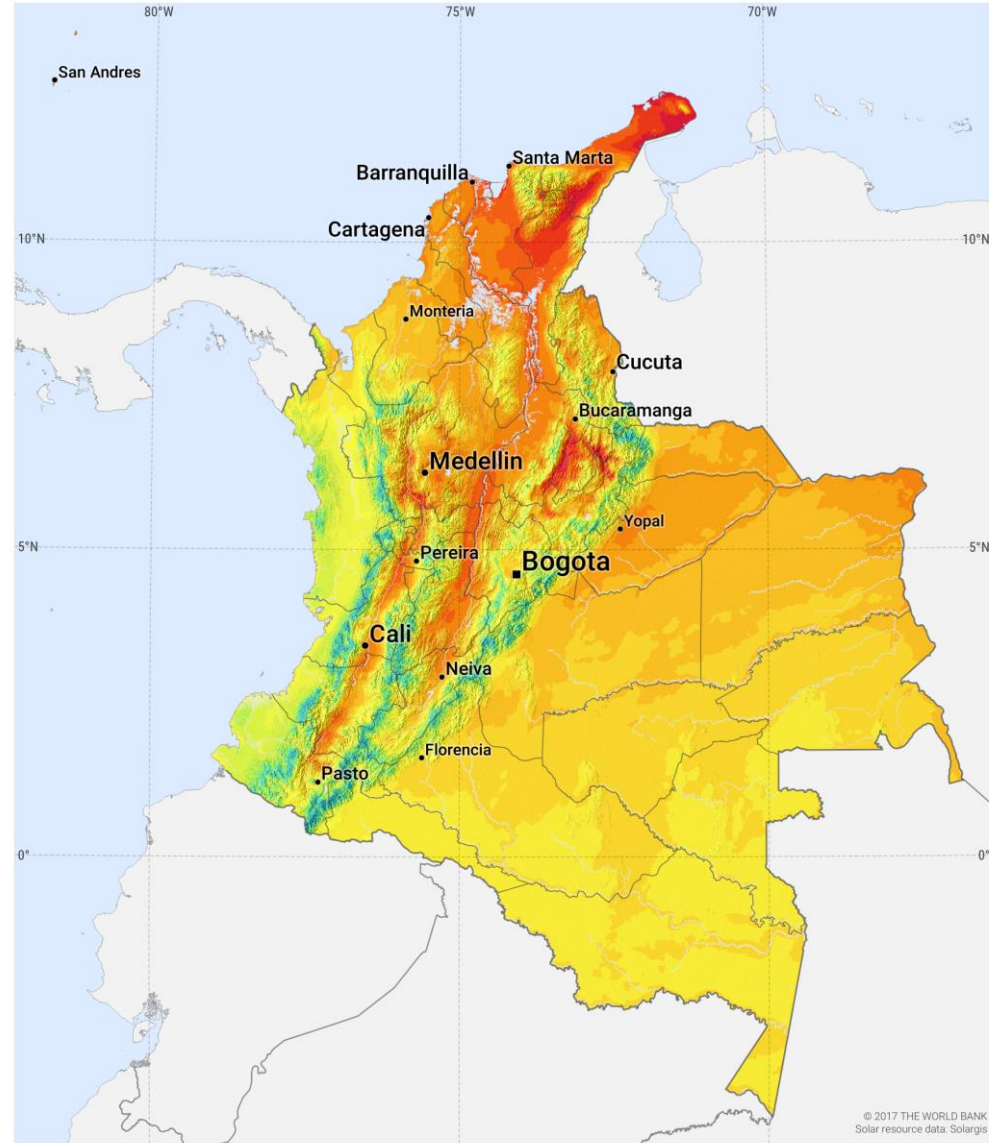 80°W
75°W
70°W
San Andres
Santa Marta
Barranquilla
Cartagena
10°N
10°N
Monteria
Cucuta
Bucaramanga
Medellin
Yopal
5°N
5°N
Pereira
Bogota
Cali
Neiva
Florencia
Pasto
0°
0°
© 2017 THE WORLD BANK
Solar resource data: Solargis